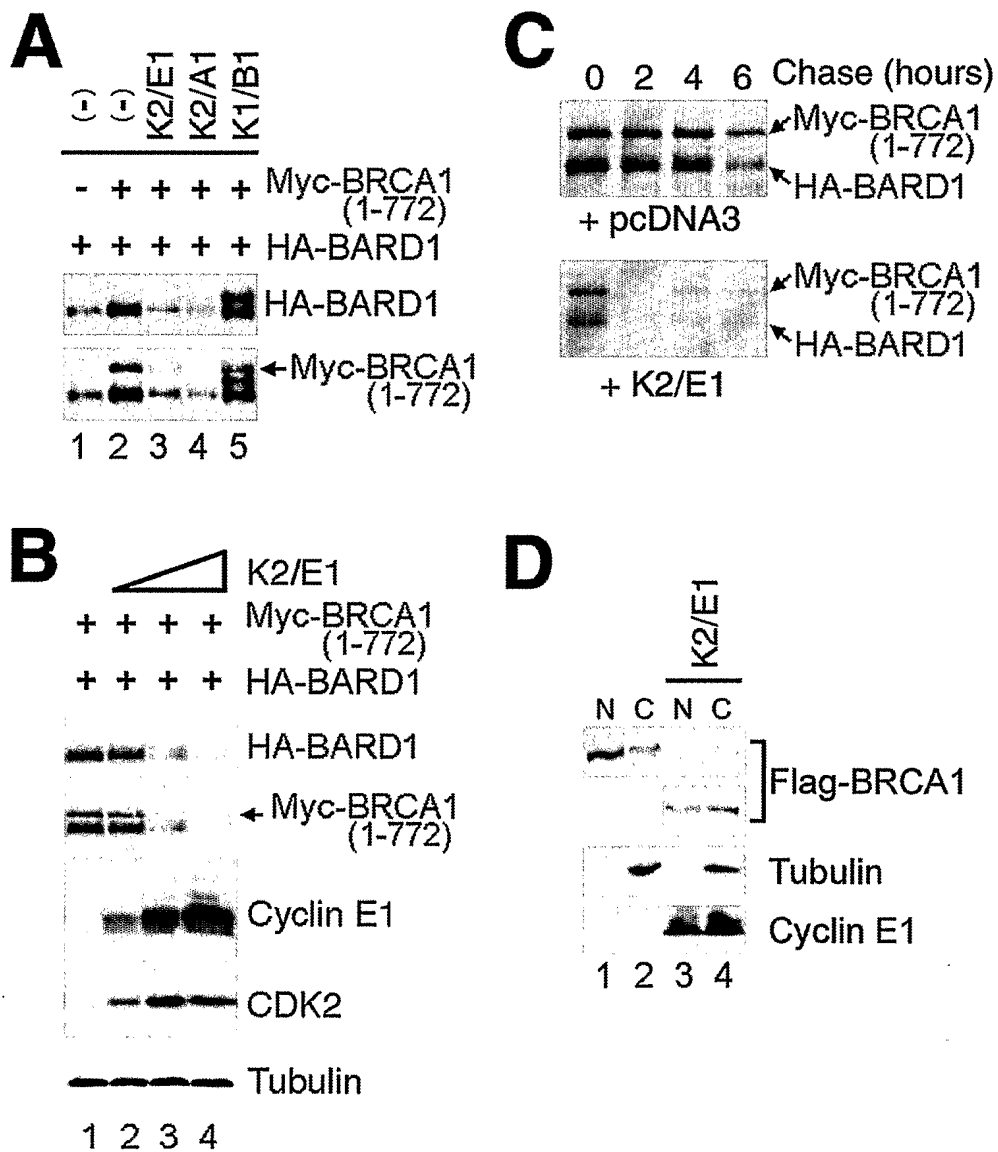 A
(-) (-) K2/E1 K2/A1 K1/B1
- + + + + Myc-BRCA1
(1-772)
+ + + + + HA-BARD1
HA-BARD1
Myc-BRCA1
(1-772)
1 2 3 4 5
B
K2/E1
+ + + + Myc-BRCA1
(1-772)
+ + + + HA-BARD1
HA-BARD1
Myc-BRCA1
(1-772)
Cyclin E1
CDK2
Tubulin
1 2 3 4
C
0 2 4 6 Chase (hours)
Myc-BRCA1
(1-772)
HA-BARD1
+ pcDNA3
Myc-BRCA1
(1-772)
HA-BARD1
+ K2/E1
D
K2/E1
N C N C
Flag-BRCA1
Tubulin
Cyclin E1
1 2 3 4